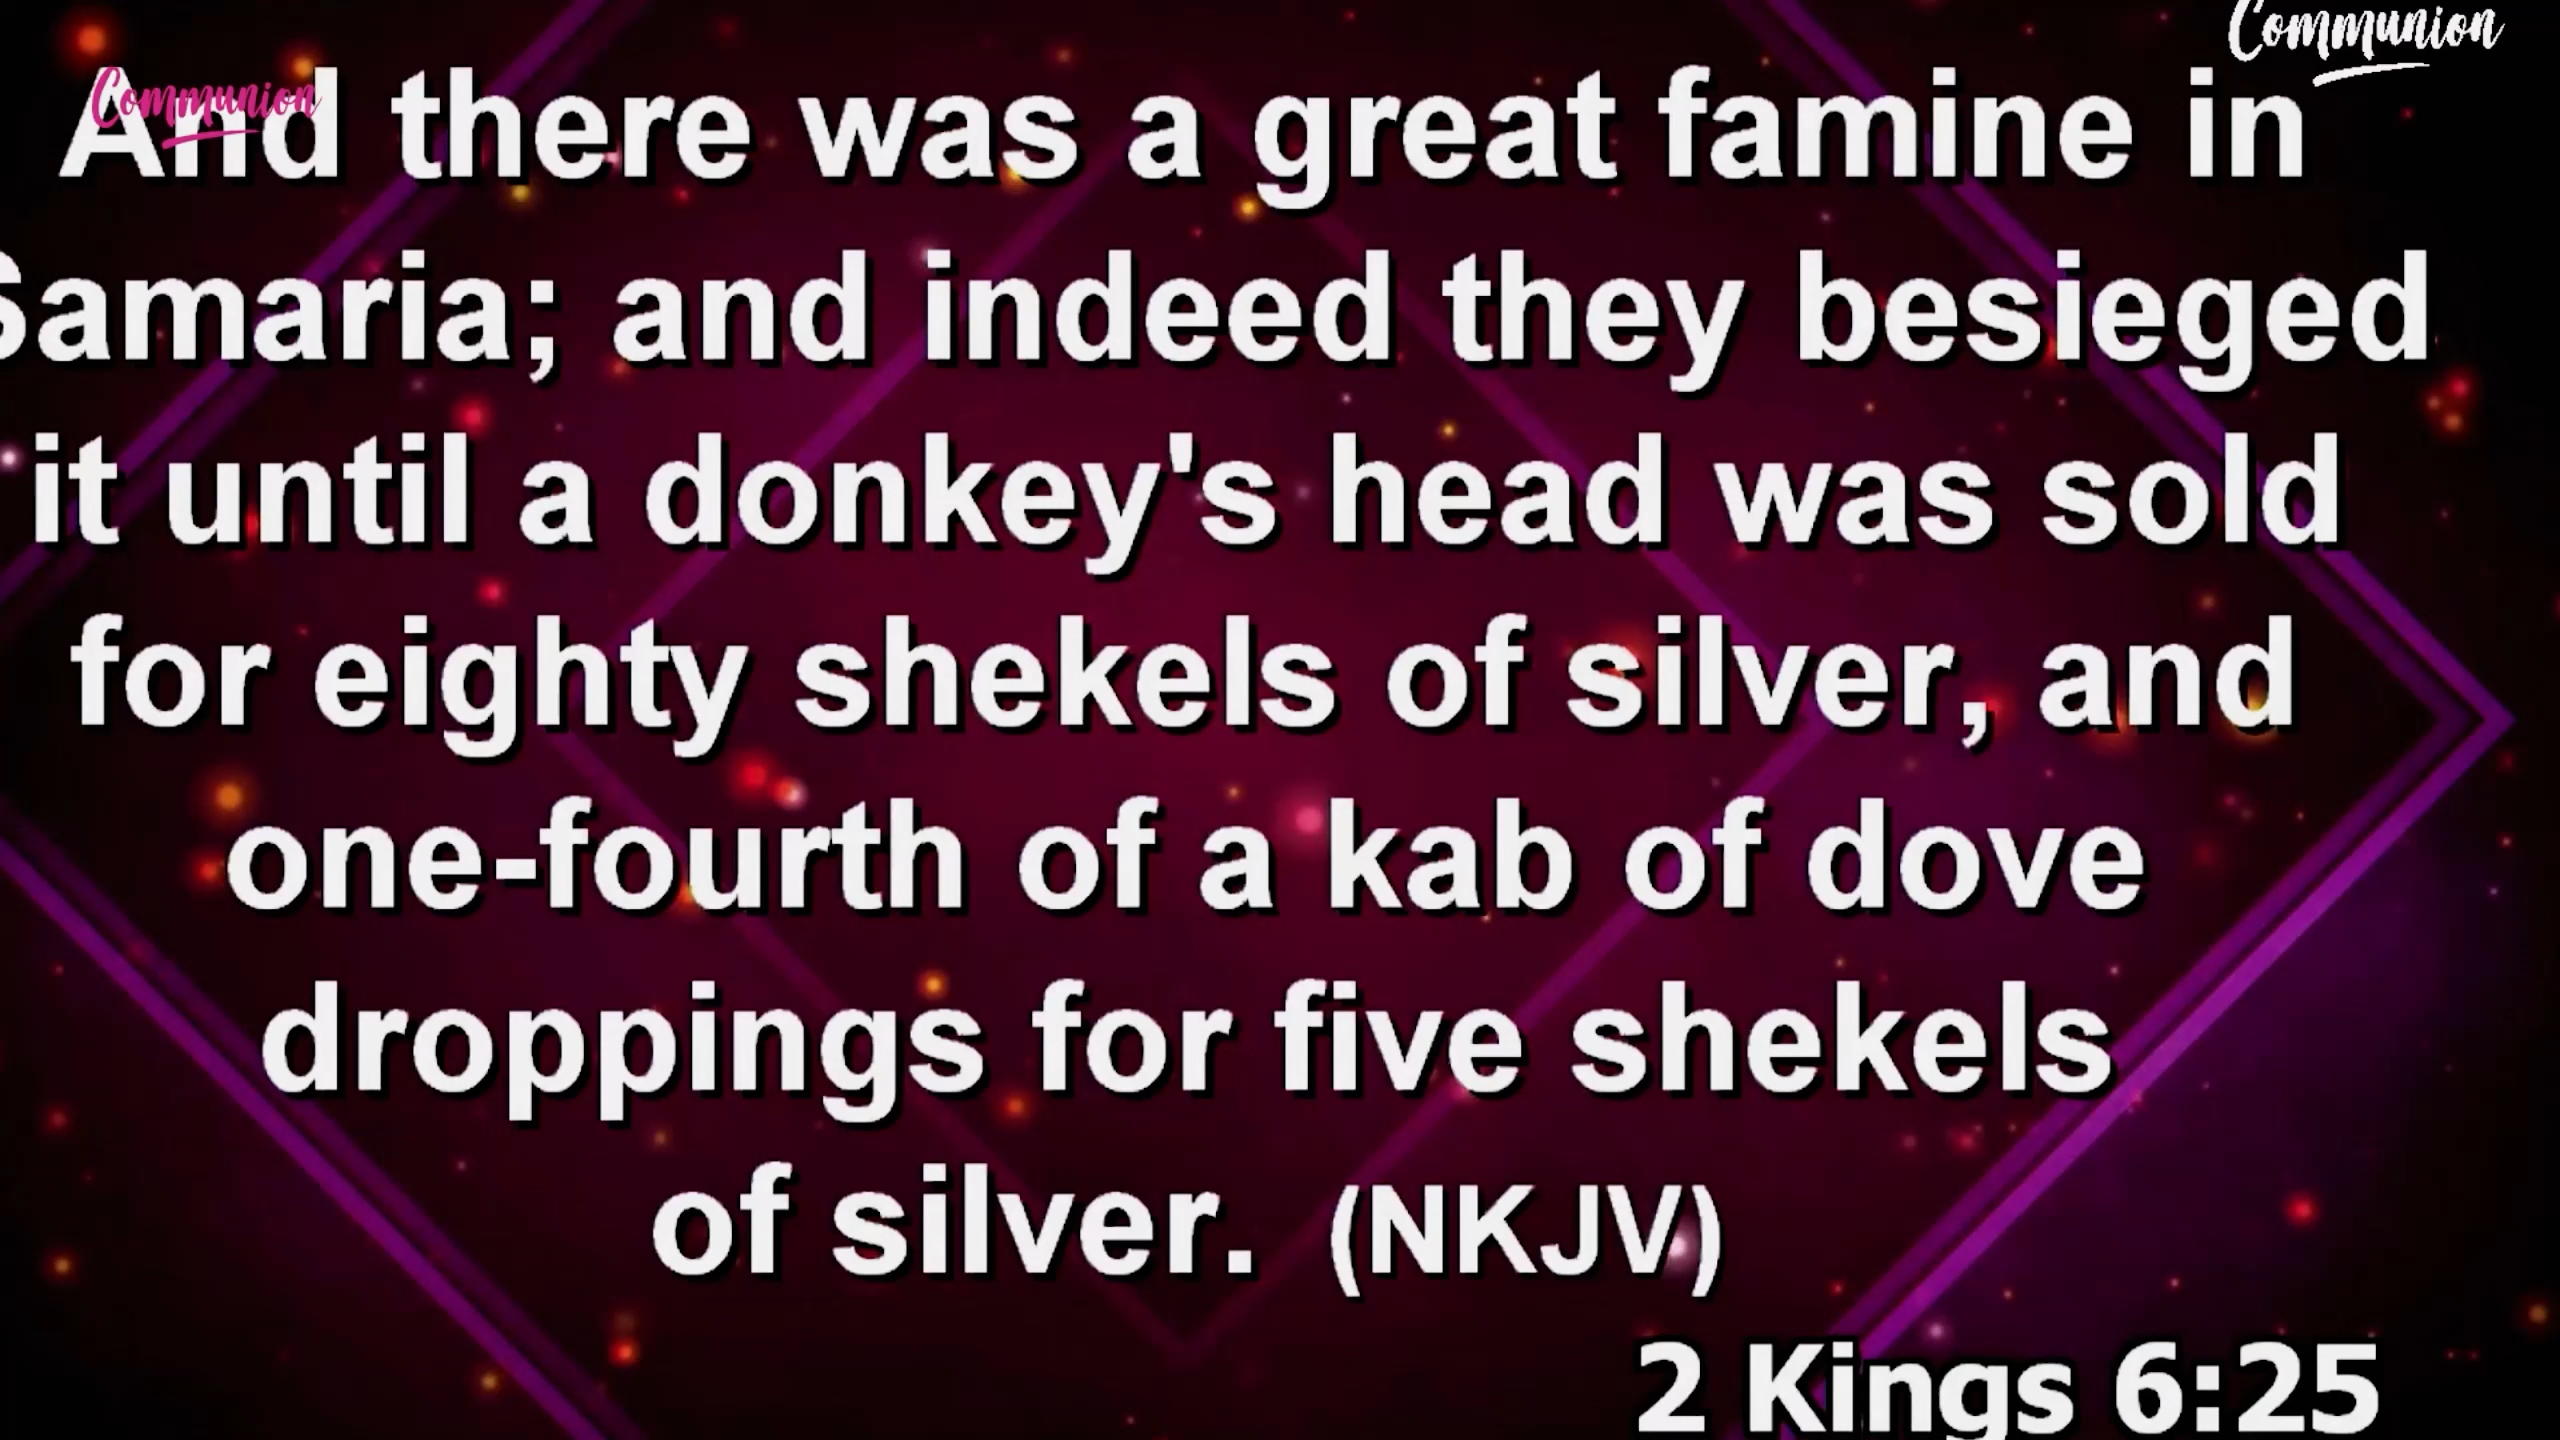 Communion
Communion
And there was a great famine in
Samaria; and indeed they besieged
it until a donkey's head was sold
for eighty shekels of silver, and
one-fourth of a kab of dove
droppings for five shekels
of silver. (NKJV)
2 Kings 6:25